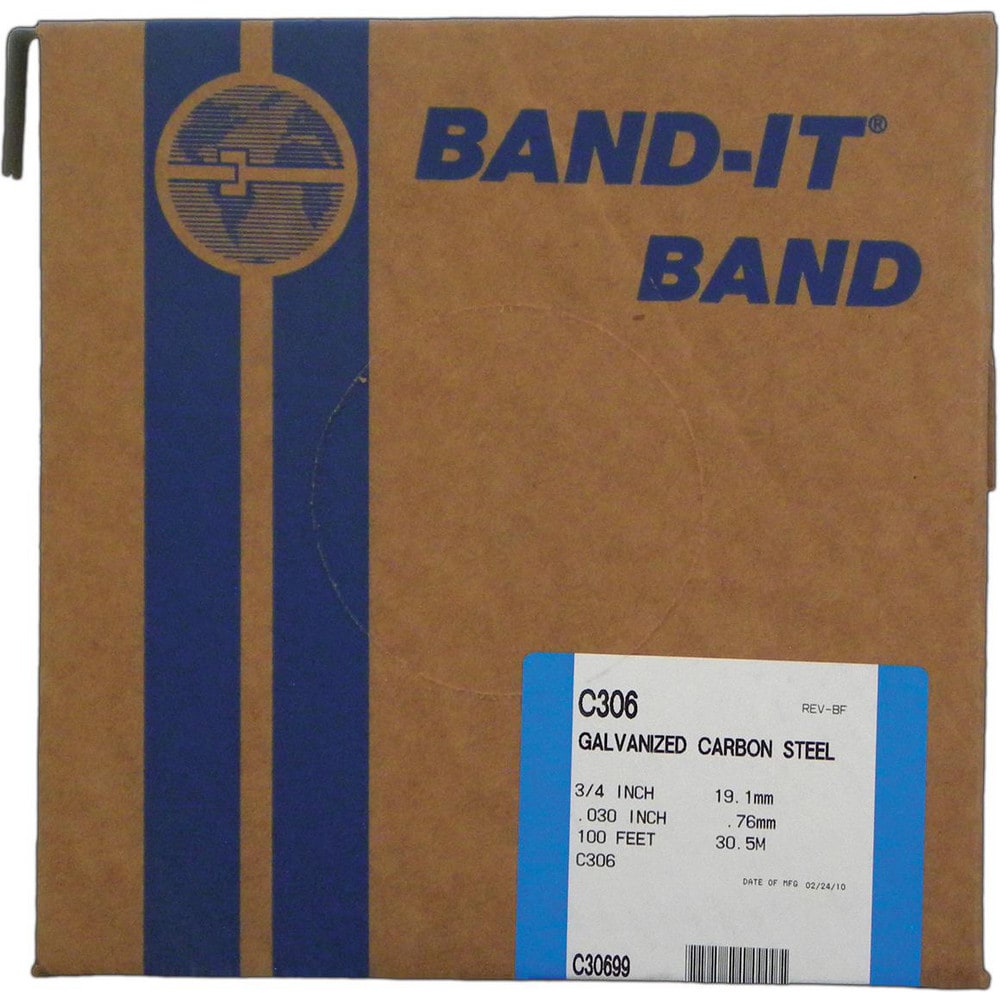 BAND-IT®
BAND
C306 REV-BF
GALVANIZED CARBON STEEL
3/4 INCH 19.1mm
.030 INCH .76mm
100 FEET 30.5M
C306
DATE OF MFG 02/24/10
C30699